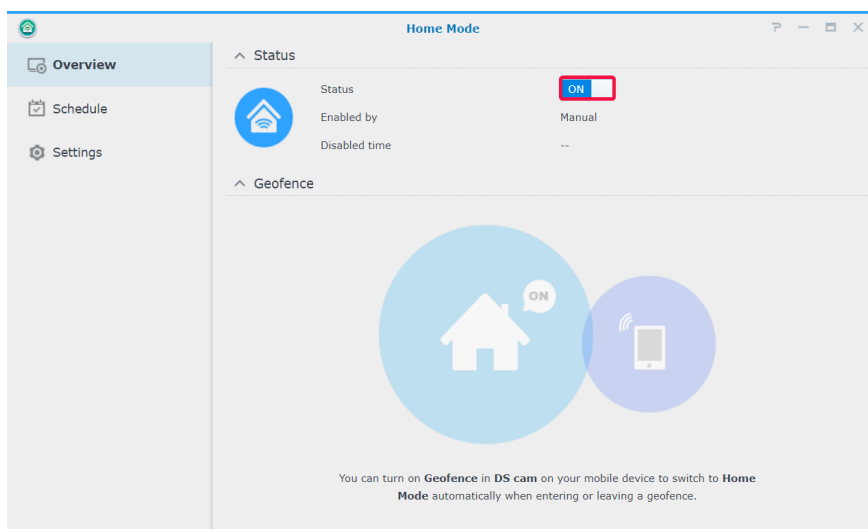 Home Mode
Overview
Schedule
Settings
Status
Status
ON
Enabled by
Manual
Disabled time
--
Geofence
ON
You can turn on Geofence in DS cam on your mobile device to switch to Home
Mode automatically when entering or leaving a geofence.